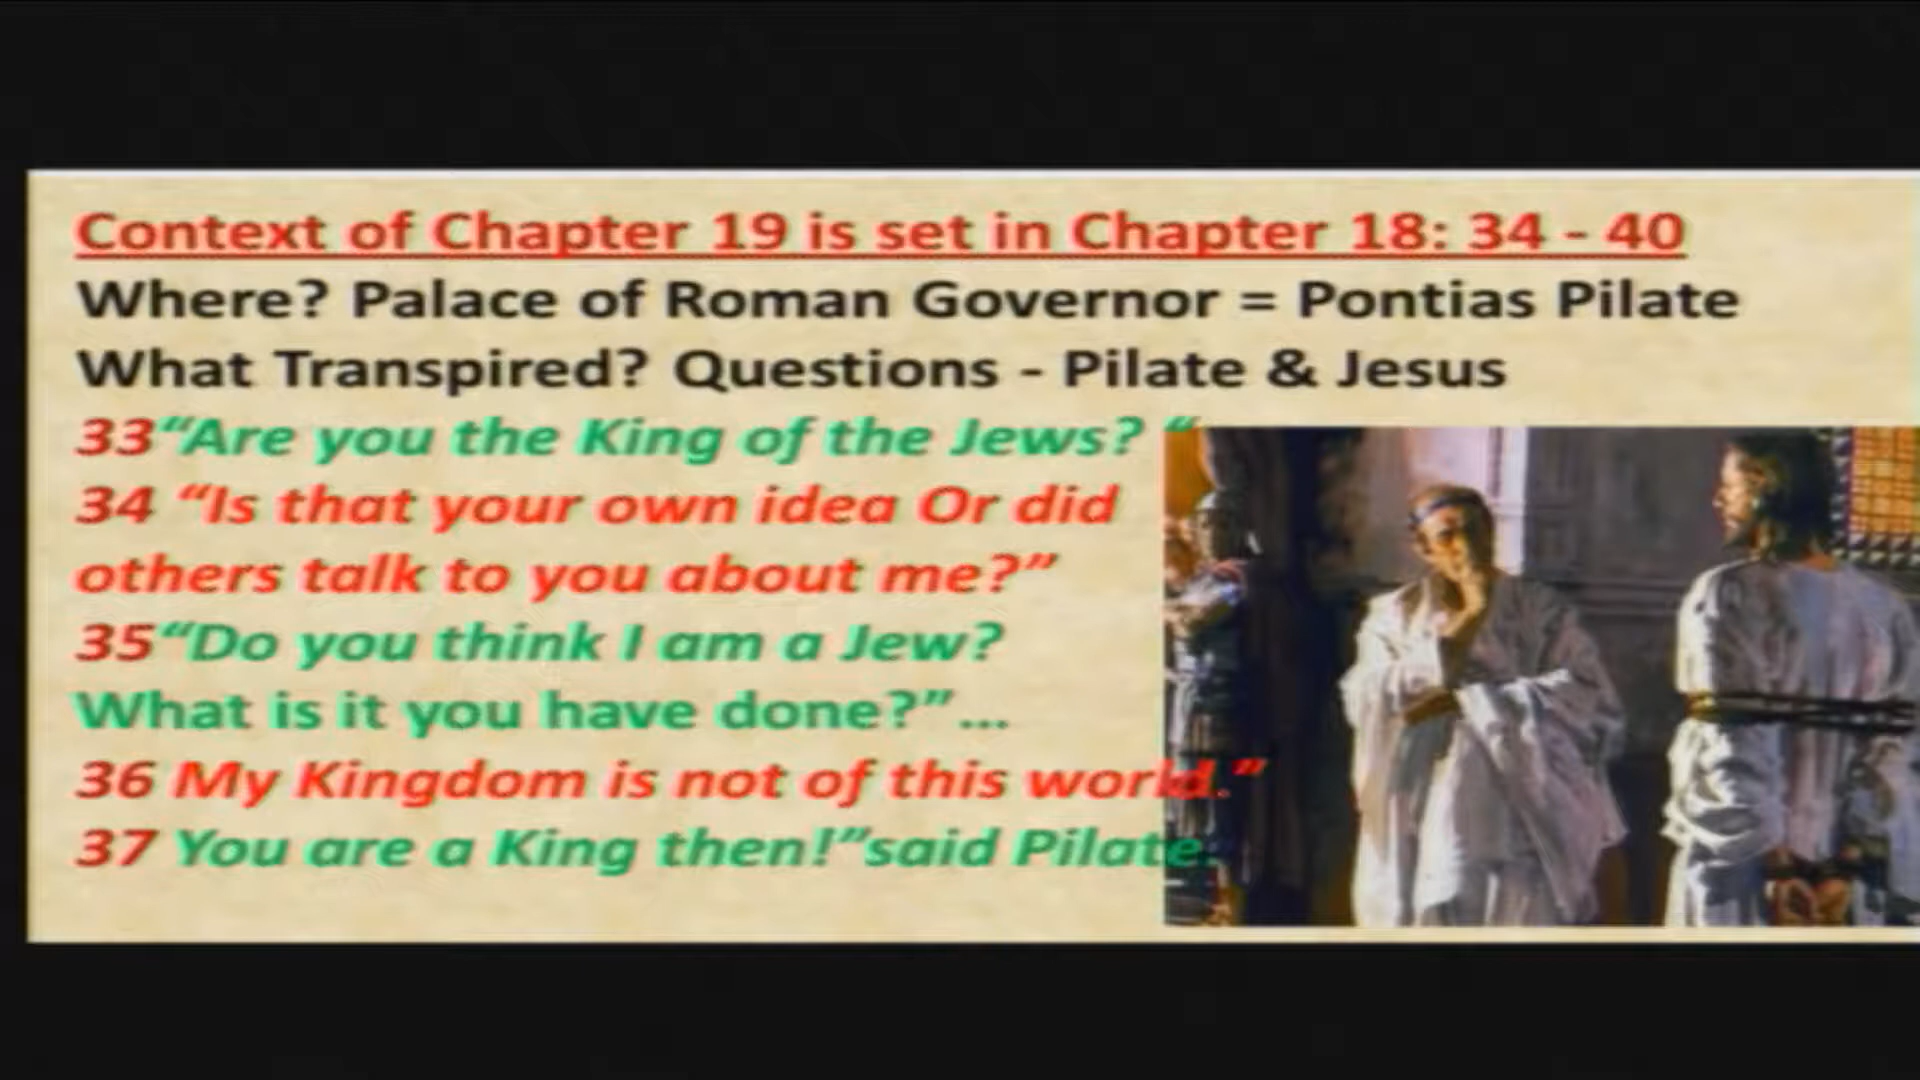 Context of Chapter 19 is set in Chapter 18: 34 - 40
Where? Palace of Roman Governor = Pontias Pilate
What Transpired? Questions - Pilate & Jesus
33“Are you the King of the Jews? “
34 “Is that your own idea Or did
others talk to you about me?”
35“Do you think I am a Jew?
What is it you have done?”...
36 My Kingdom is not of this world.”
37 You are a King then!”said Pilate.